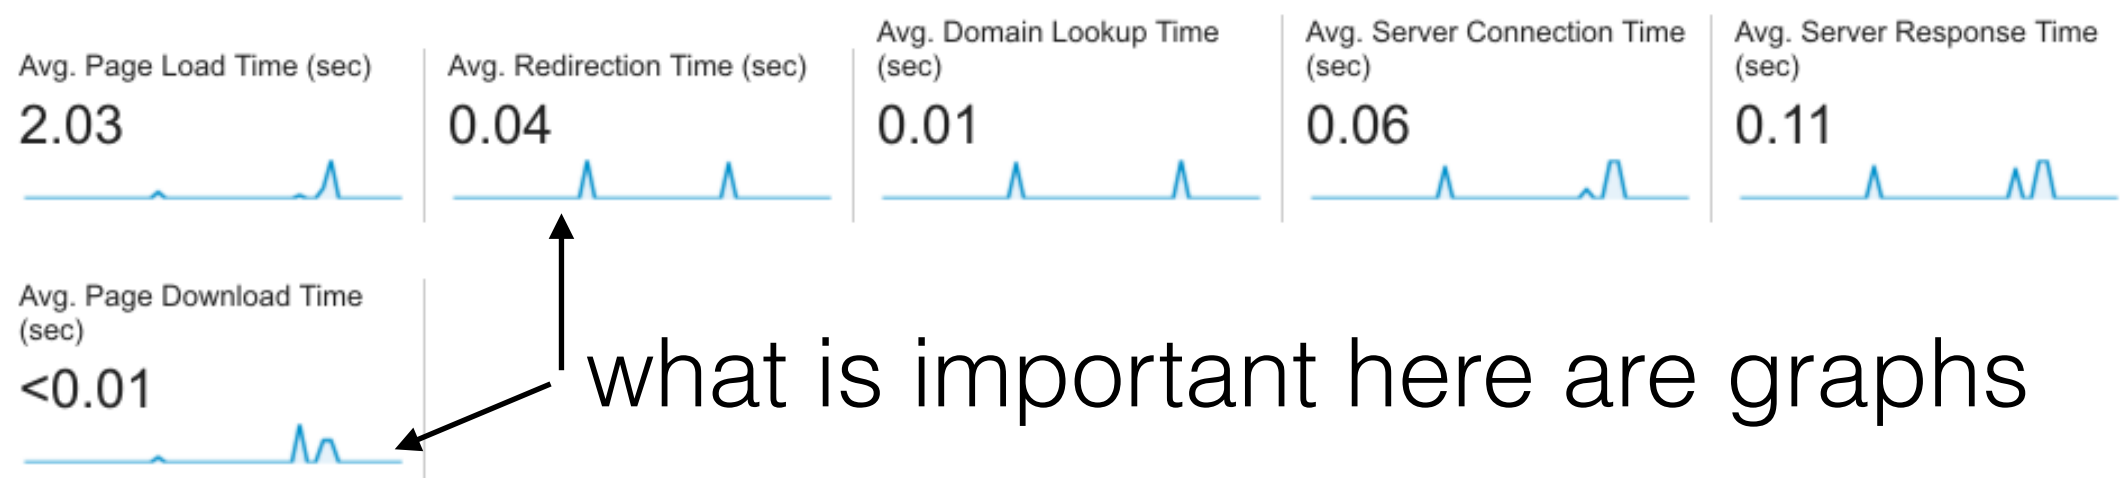 Avg. Page Load Time (sec)
2.03
Avg. Redirection Time (sec)
0.04
Avg. Domain Lookup Time
(sec)
0.01
Avg. Server Connection Time
(sec)
0.06
Avg. Server Response Time
(sec)
0.11
Avg. Page Download Time
(sec)
<0.01
what is important here are graphs